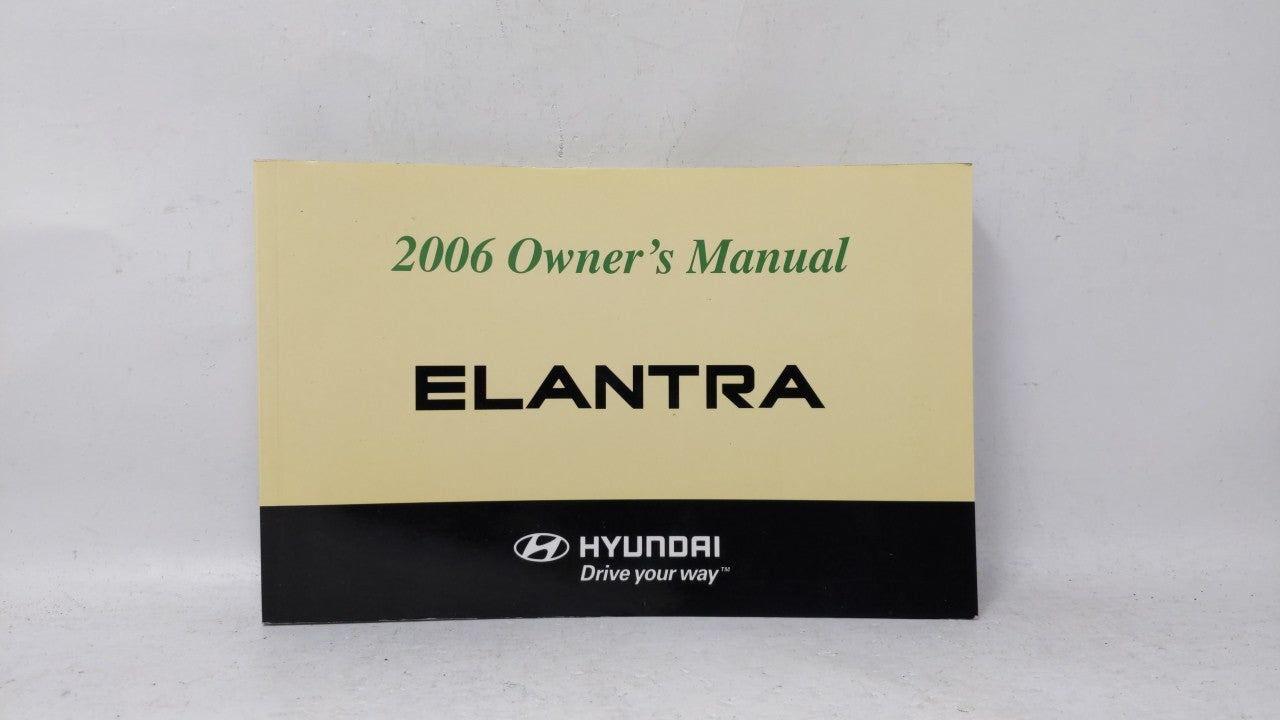 2006 Owner's Manual
ELANTRA
HYUNDAI
Drive your way™